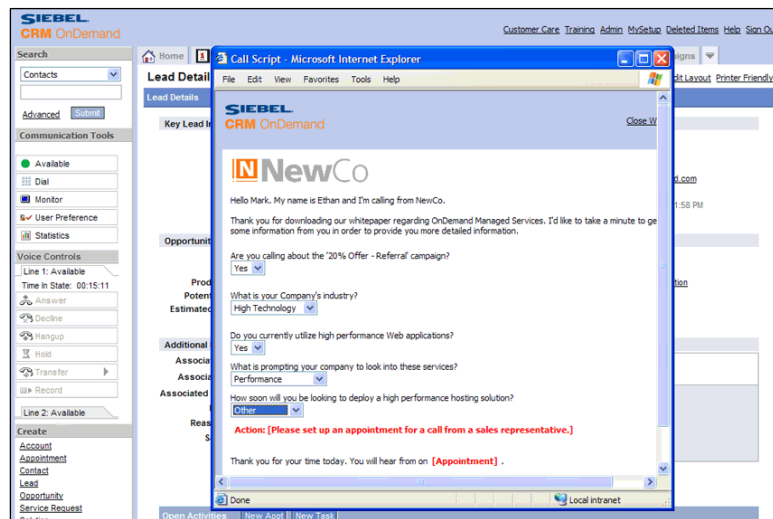 SIEBEL
CRM OnDemand
Customer Care Training Admin MySetup Deleted Items Help Sign Ou
Search
Contacts
Advanced Submit
Communication Tools
Available
Dial
Monitor
User Preference
Statistics
Voice Controls
Line 1: Available
Time In State: 00:15:11
Answer
Decline
Hangup
Hold
Transfer
Record
Line 2: Available
Create
Account
Appointment
Contact
Lead
Opportunity
Service Request
Home 1 igns
Lead Detail dit Layout Printer Friendly
Lead Details
Key Lead In
d.com
1:58 PM
Opportunit
Prod tion
Potent
Estimated
Additional
Associa
Associa
Associated
Reas
S
Open Activities New Appt New Task
Call Script - Microsoft Internet Explorer
File Edit View Favorites Tools Help
SIEBEL
CRM OnDemand
Close W
N NewCo
Hello Mark. My name is Ethan and I'm calling from NewCo.
Thank you for downloading our whitepaper regarding OnDemand Managed Services. I'd like to take a minute to ge
some information from you in order to provide you more detailed information.
Are you calling about the '20% Offer - Referral' campaign?
Yes
What is your Company's industry?
High Technology
Do you currently utilize high performance Web applications?
Yes
What is prompting your company to look into these services?
Performance
How soon will you be looking to deploy a high performance hosting solution?
Other
Action: [Please set up an appointment for a call from a sales representative.]
Thank you for your time today. You will hear from on [Appointment] .
Done Local intranet